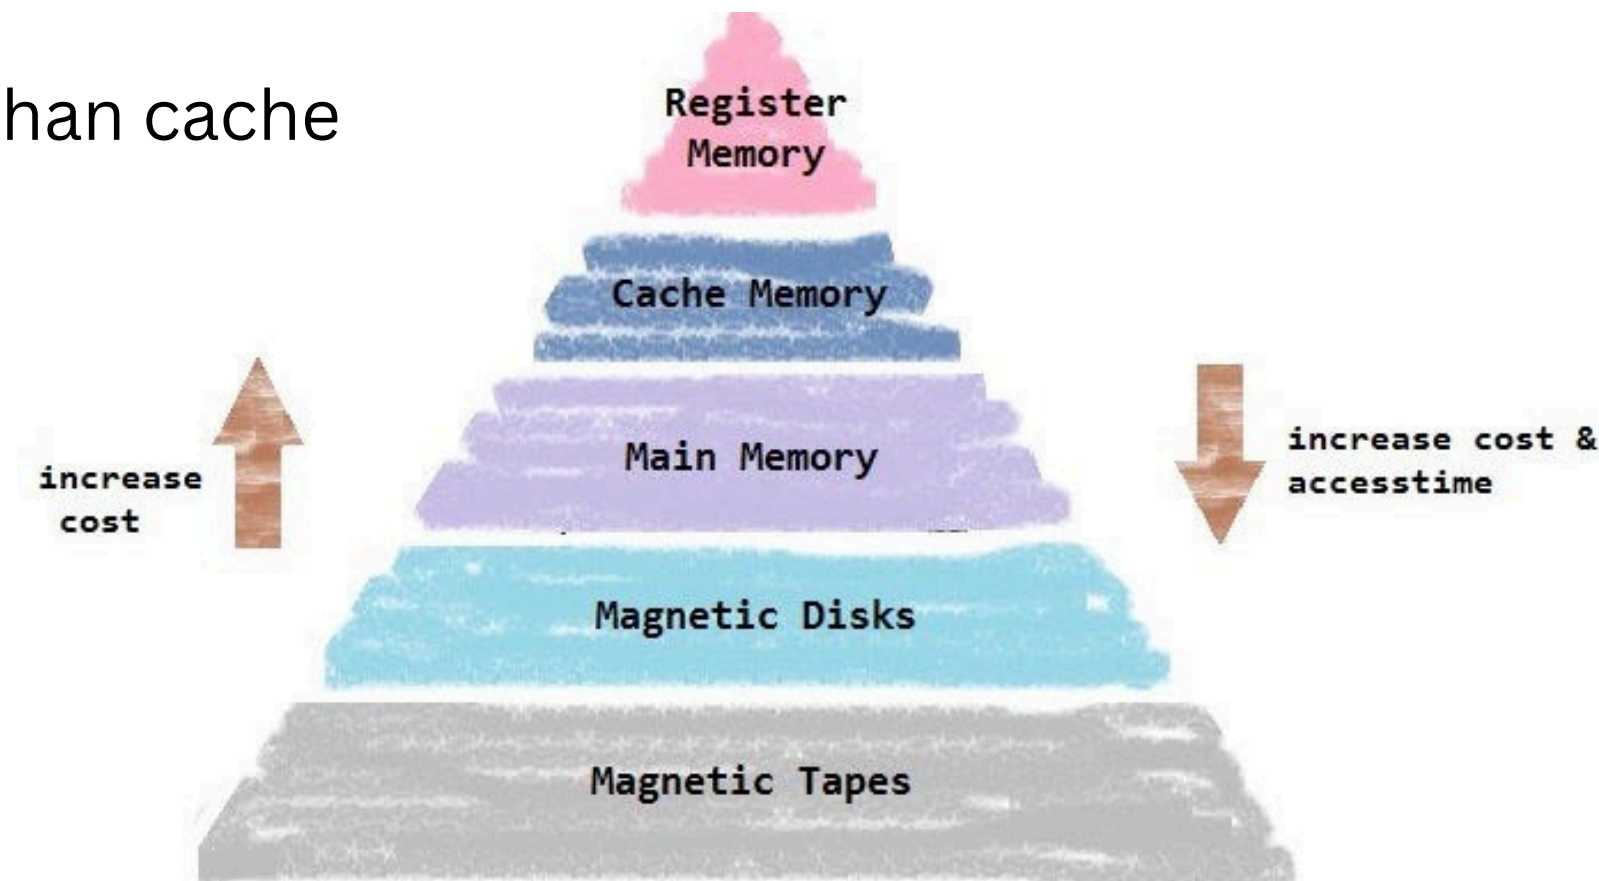 han cache
Register
Memory
Cache Memory
increase
cost
Main Memory
increase cost &
accesstime
Magnetic Disks
Magnetic Tapes